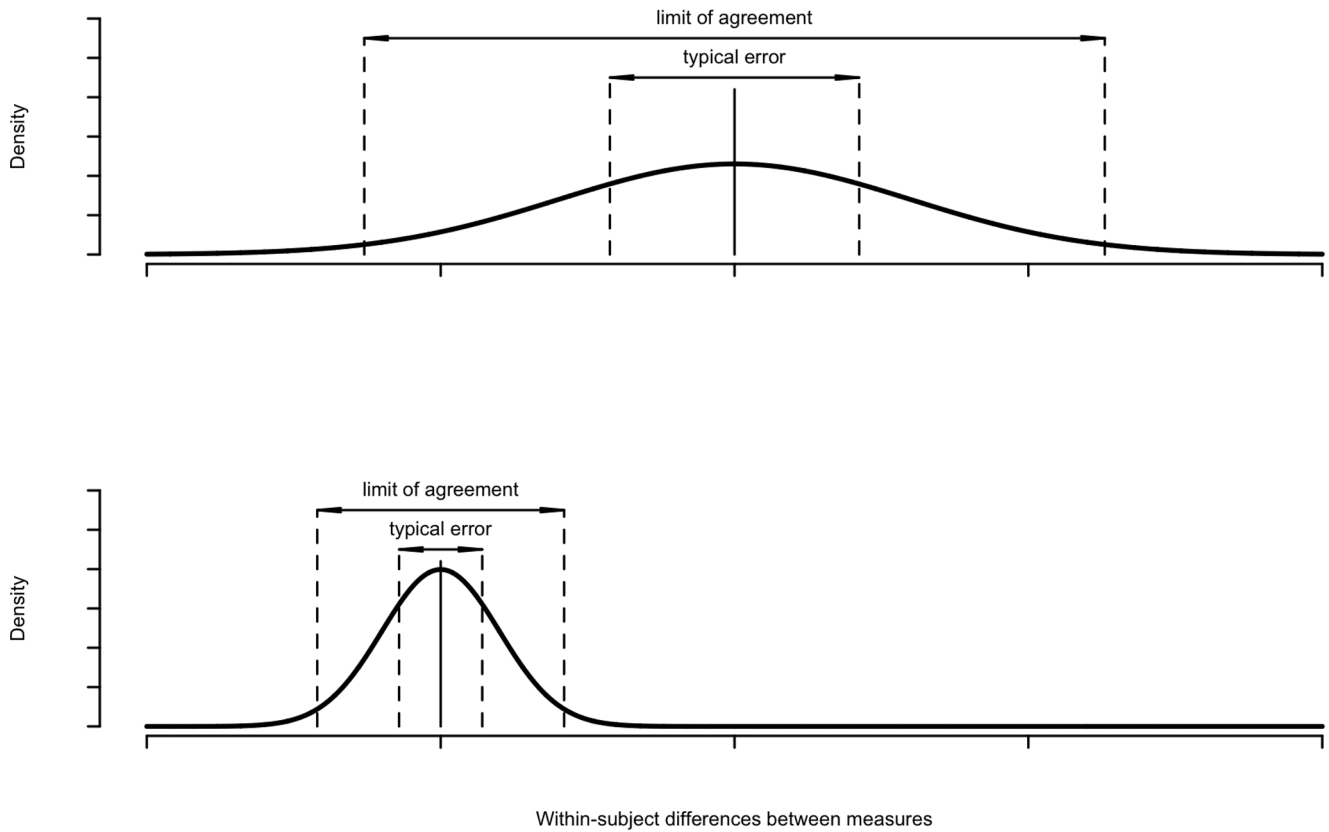 limit of agreement
typical error
Density
limit of agreement
typical error
Density
Within-subject differences between measures